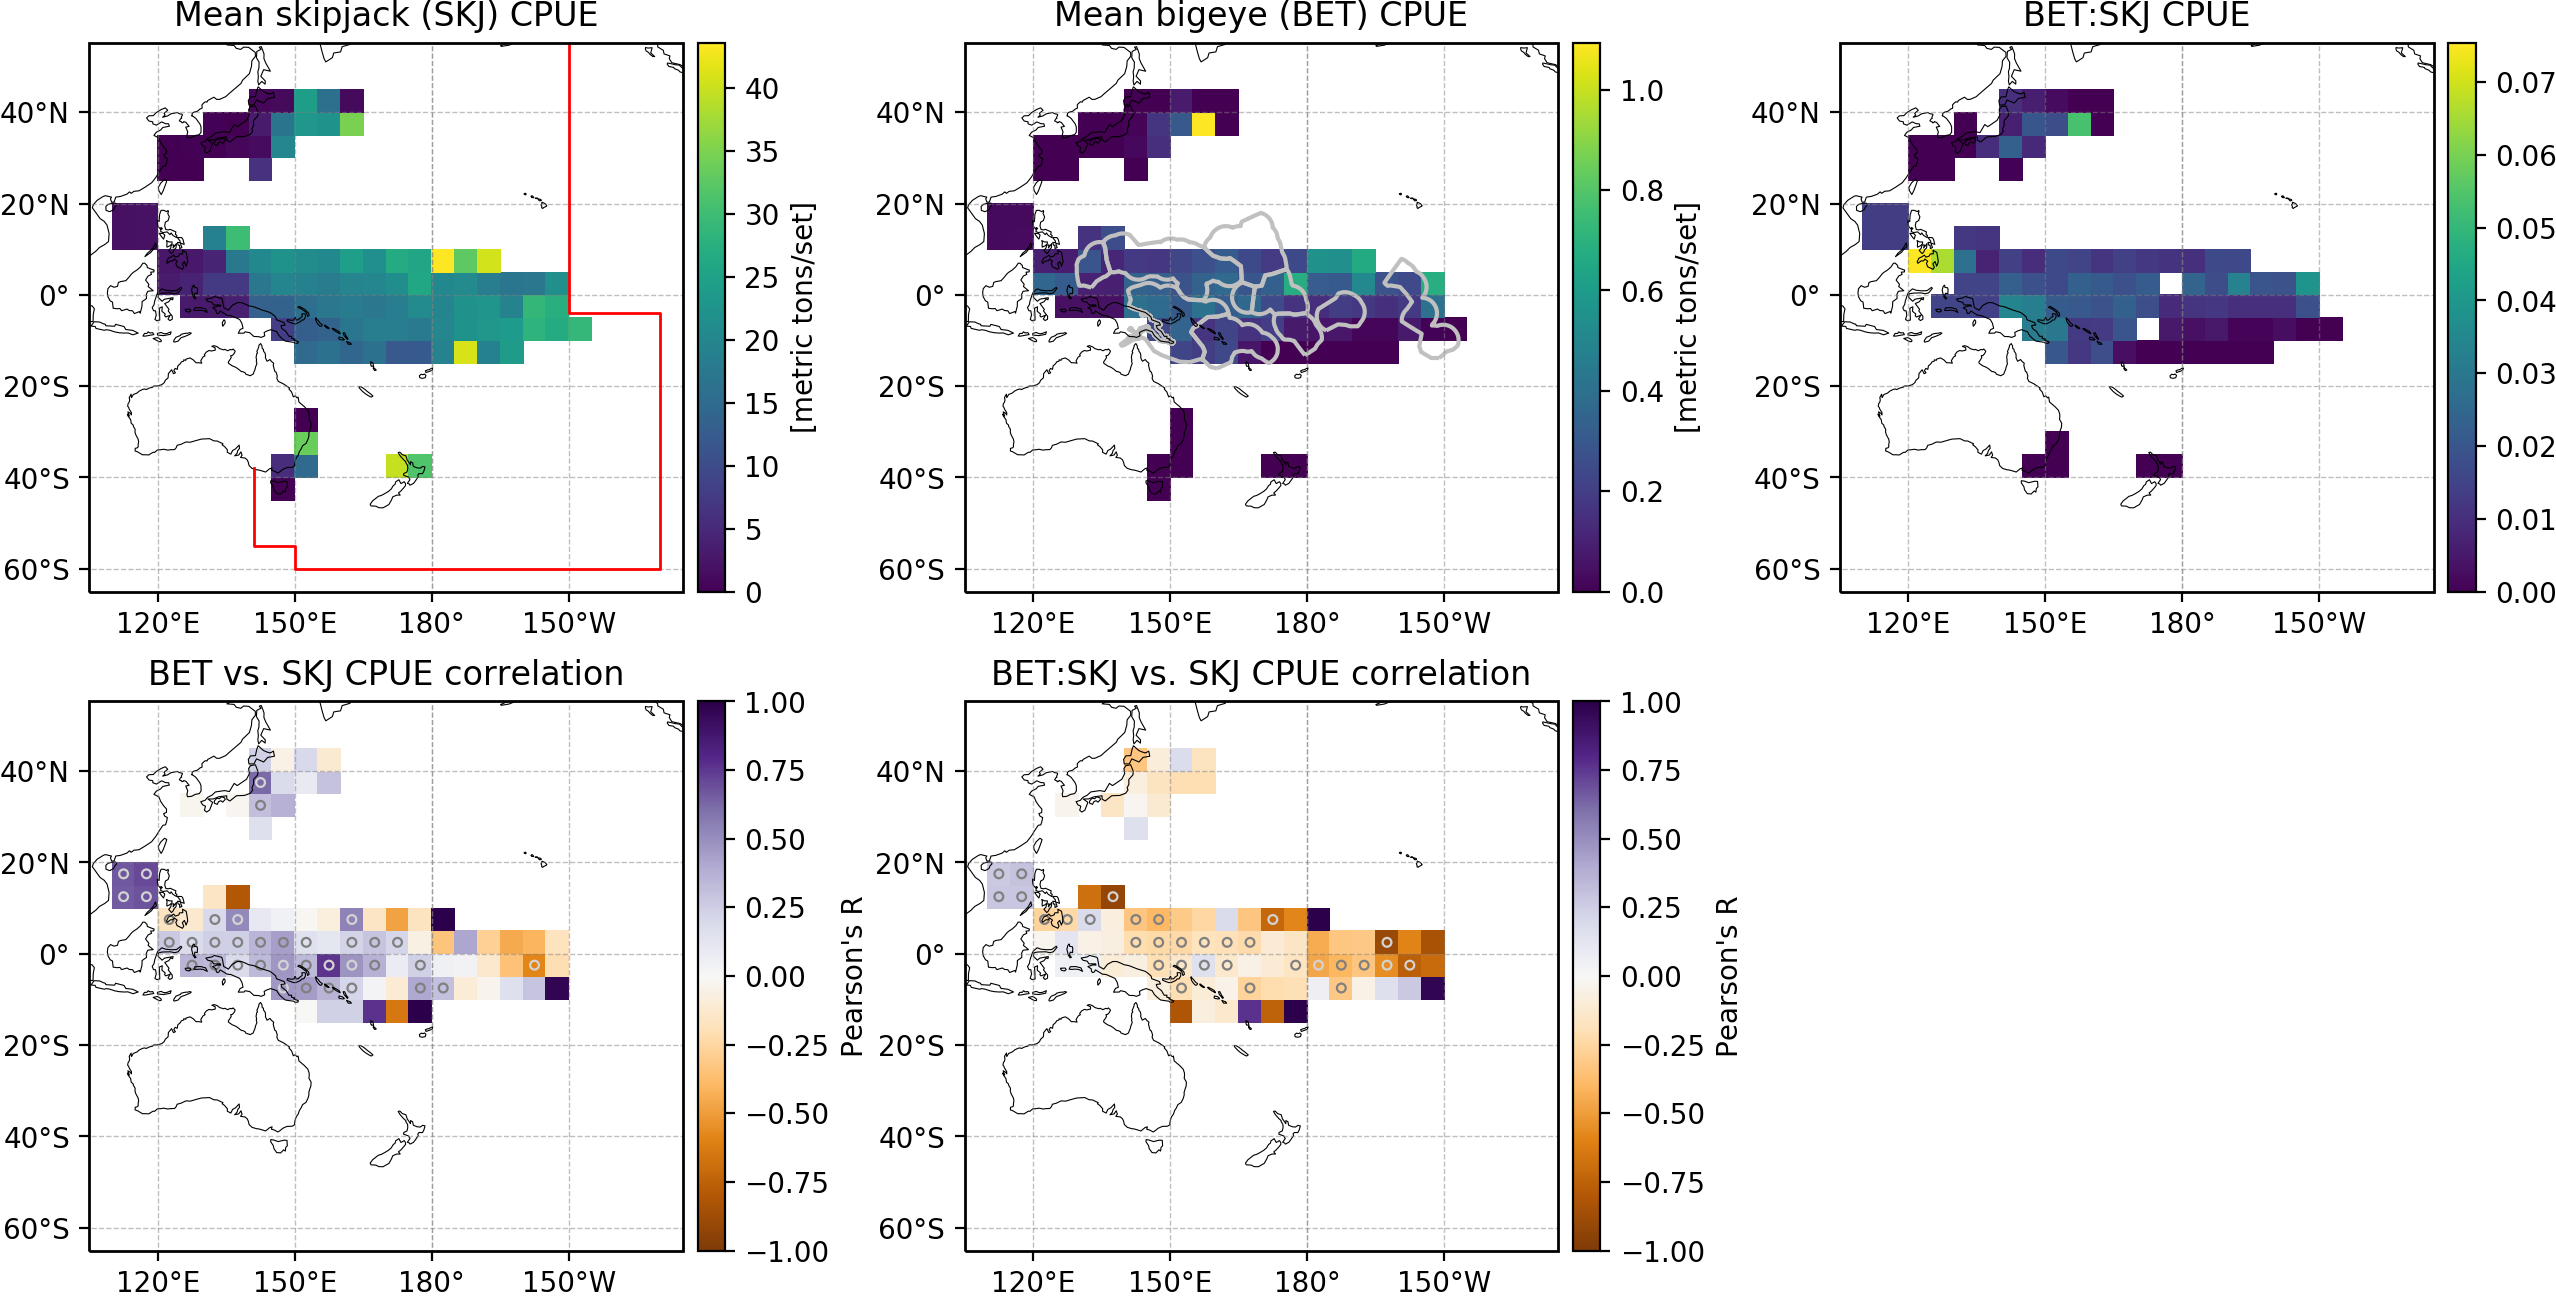 Mean skipjack (SKJ) CPUE
40°N
20°N
0°
20°S
40°S
60°S
120°E 150°E 180° 150°W
40
35
30
25
20
15
10
5
0
[metric tons/set]
Mean bigeye (BET) CPUE
40°N
20°N
0°
20°S
40°S
60°S
120°E 150°E 180° 150°W
1.0
0.8
0.6
0.4
0.2
0.0
[metric tons/set]
BET:SKJ CPUE
40°N
20°N
0°
20°S
40°S
60°S
120°E 150°E 180° 150°W
0.07
0.06
0.05
0.04
0.03
0.02
0.01
0.00
BET vs. SKJ CPUE correlation
40°N
20°N
0°
20°S
40°S
60°S
120°E 150°E 180° 150°W
1.00
0.75
0.50
0.25
0.00
−0.25
−0.50
−0.75
−1.00
Pearson's R
BET:SKJ vs. SKJ CPUE correlation
40°N
20°N
0°
20°S
40°S
60°S
120°E 150°E 180° 150°W
1.00
0.75
0.50
0.25
0.00
−0.25
−0.50
−0.75
−1.00
Pearson's R